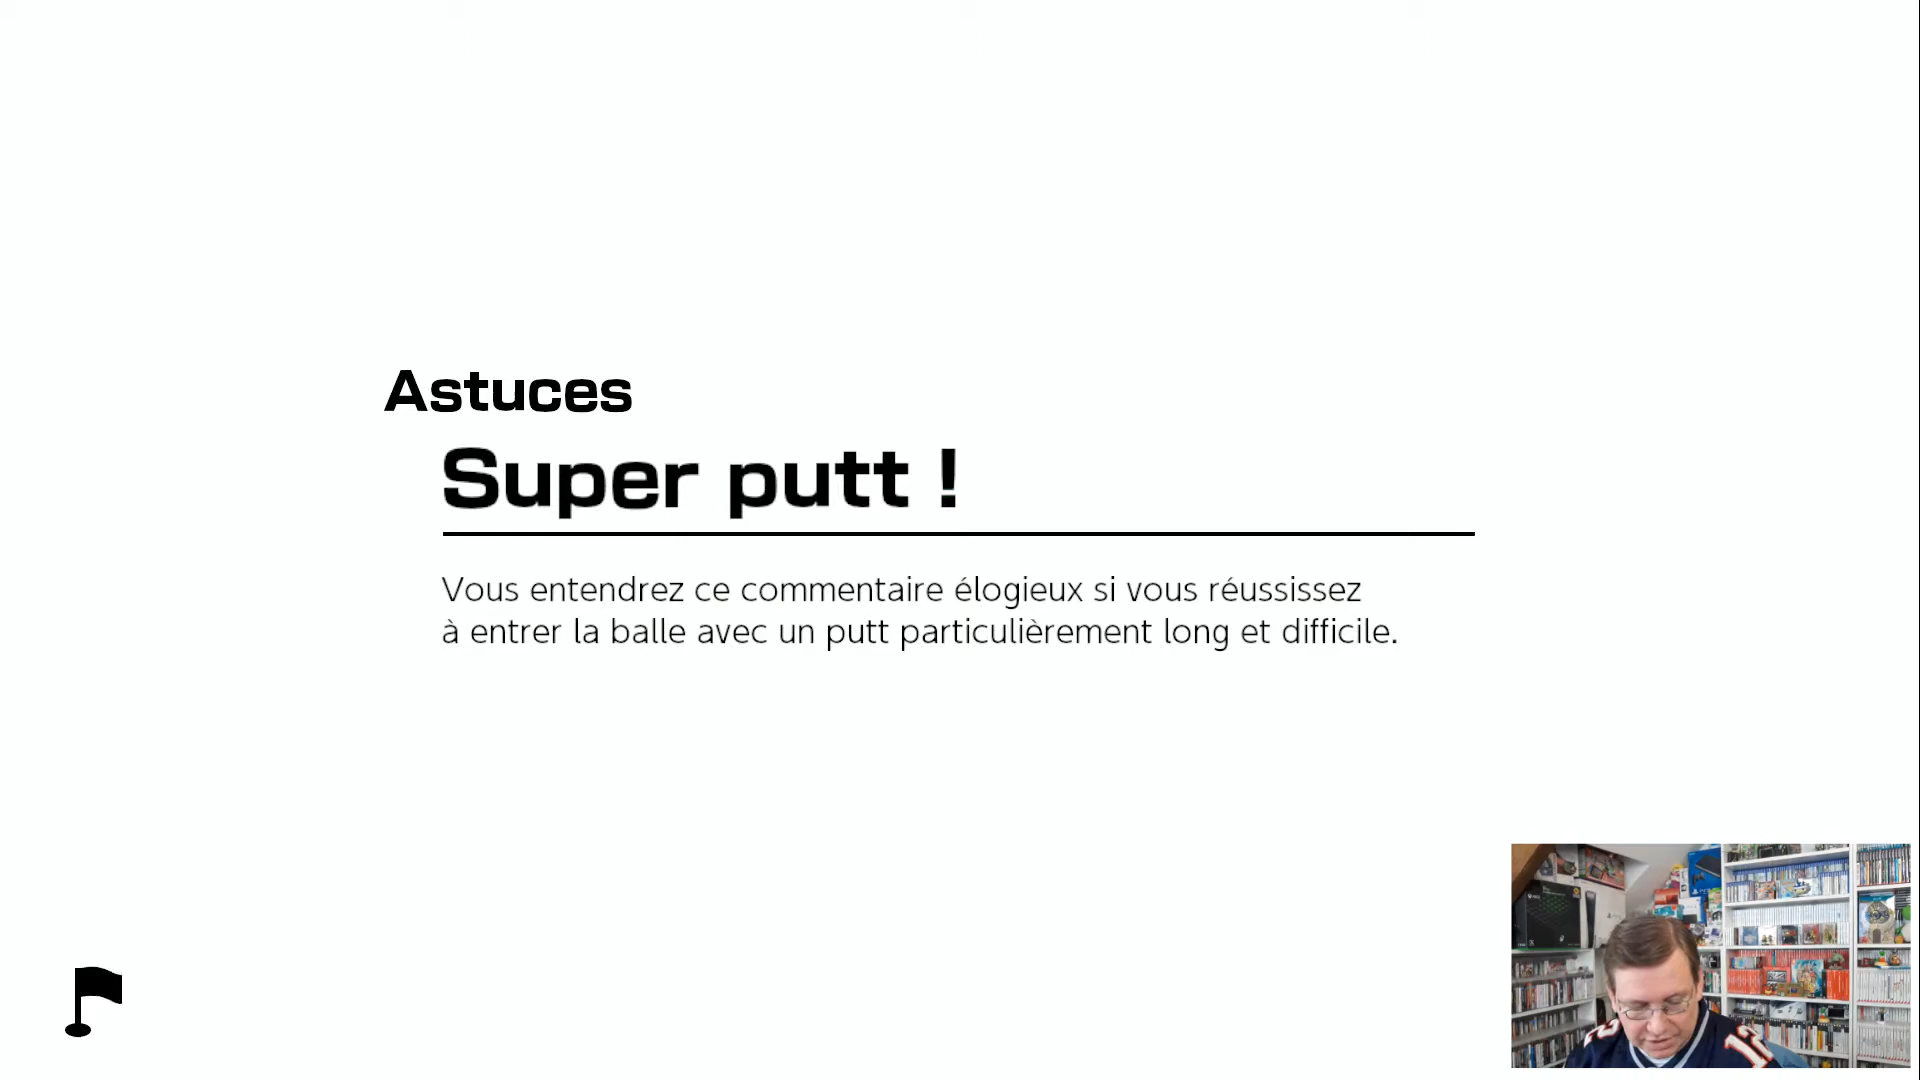 Astuces
Super putt !
Vous entendrez ce commentaire élogieux si vous réussissez
à entrer la balle avec un putt particulièrement long et difficile.
12